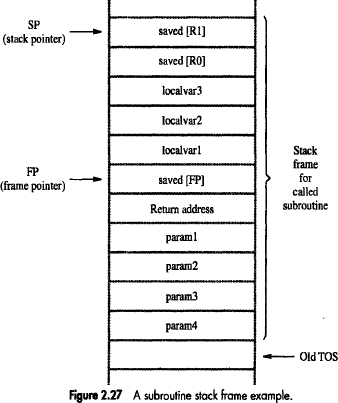 SP
(stack pointer)
saved [R1]
saved [R0]
localvar3
localvar2
localvar1
FP
(frame pointer)
saved [FP]
Return address
param1
param2
param3
param4
Stack
frame
for
called
subroutine
Old TOS
Figure 2.27 A subroutine stack frame example.